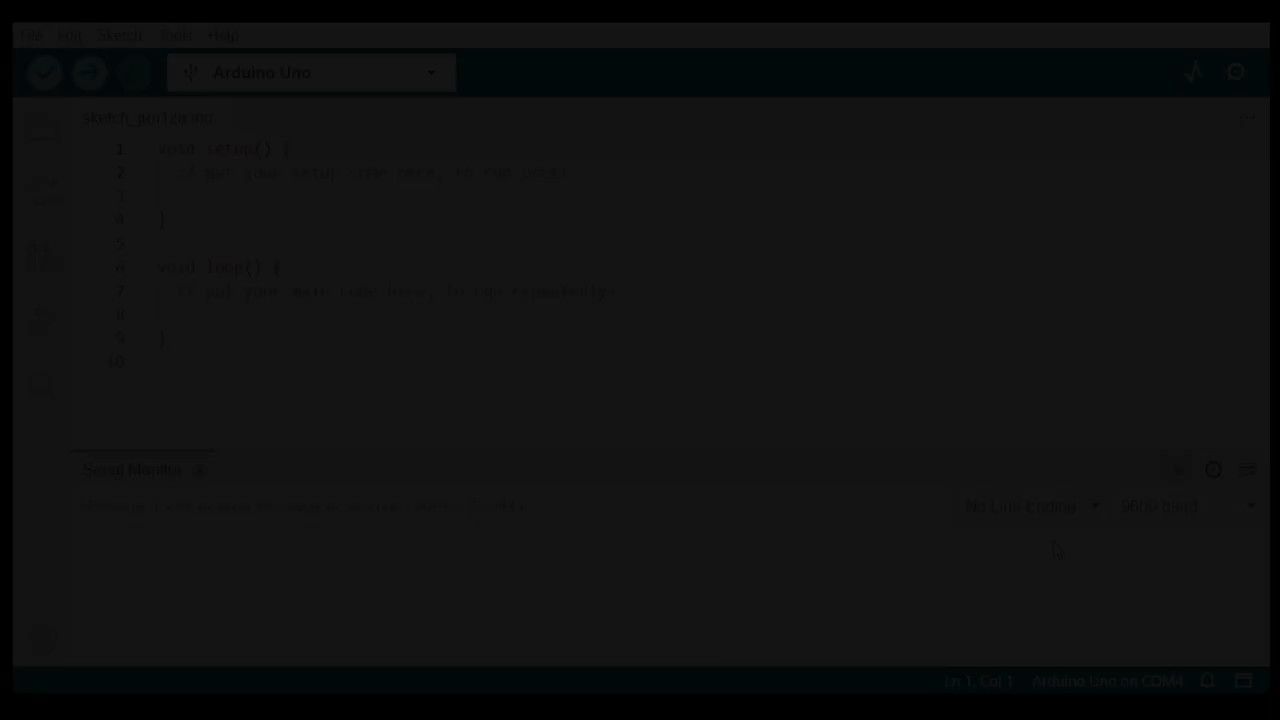 File Edit Sketch Tools Help
Arduino Uno
1 void setup() {
2 // put your setup code here, to run once:
3
4 }
5
6 void loop() {
7 // put your main code here, to run repeatedly:
8
9 }
10
Serial Monitor
No Line Ending 9600 baud
Ln 1, Col 1 Arduino Uno on COM4